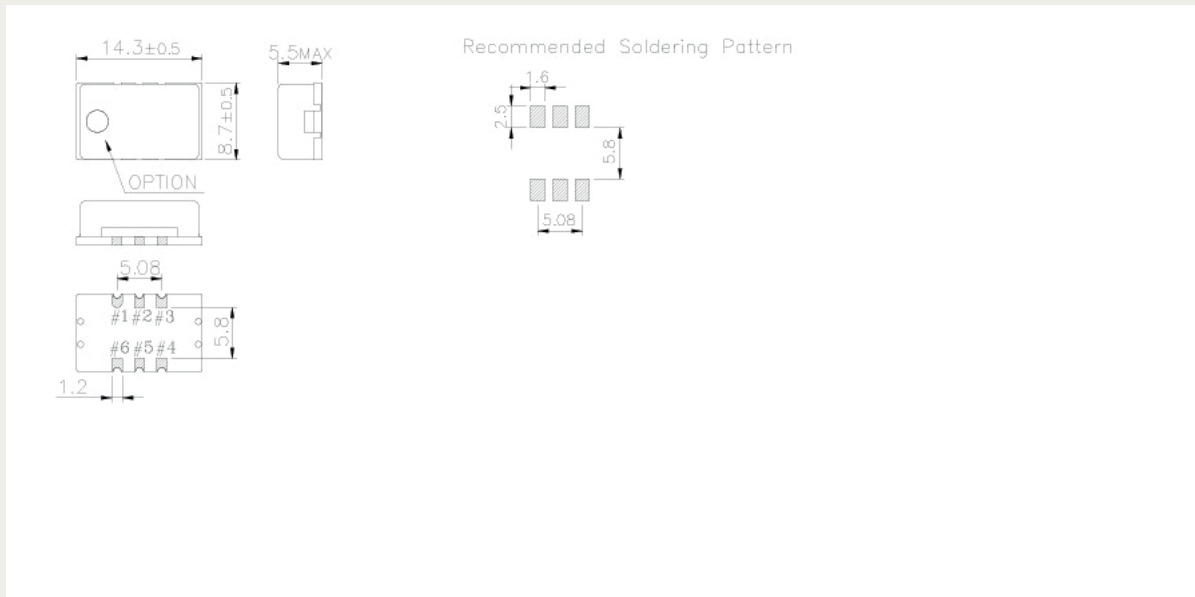 14.3±0.5
5.5MAX
Recommended Soldering Pattern
1.6
2.5
8.7±0.5
5.8
OPTION
5.08
5.08
#1 #2 #3
5.8
#6 #5 #4
1.2